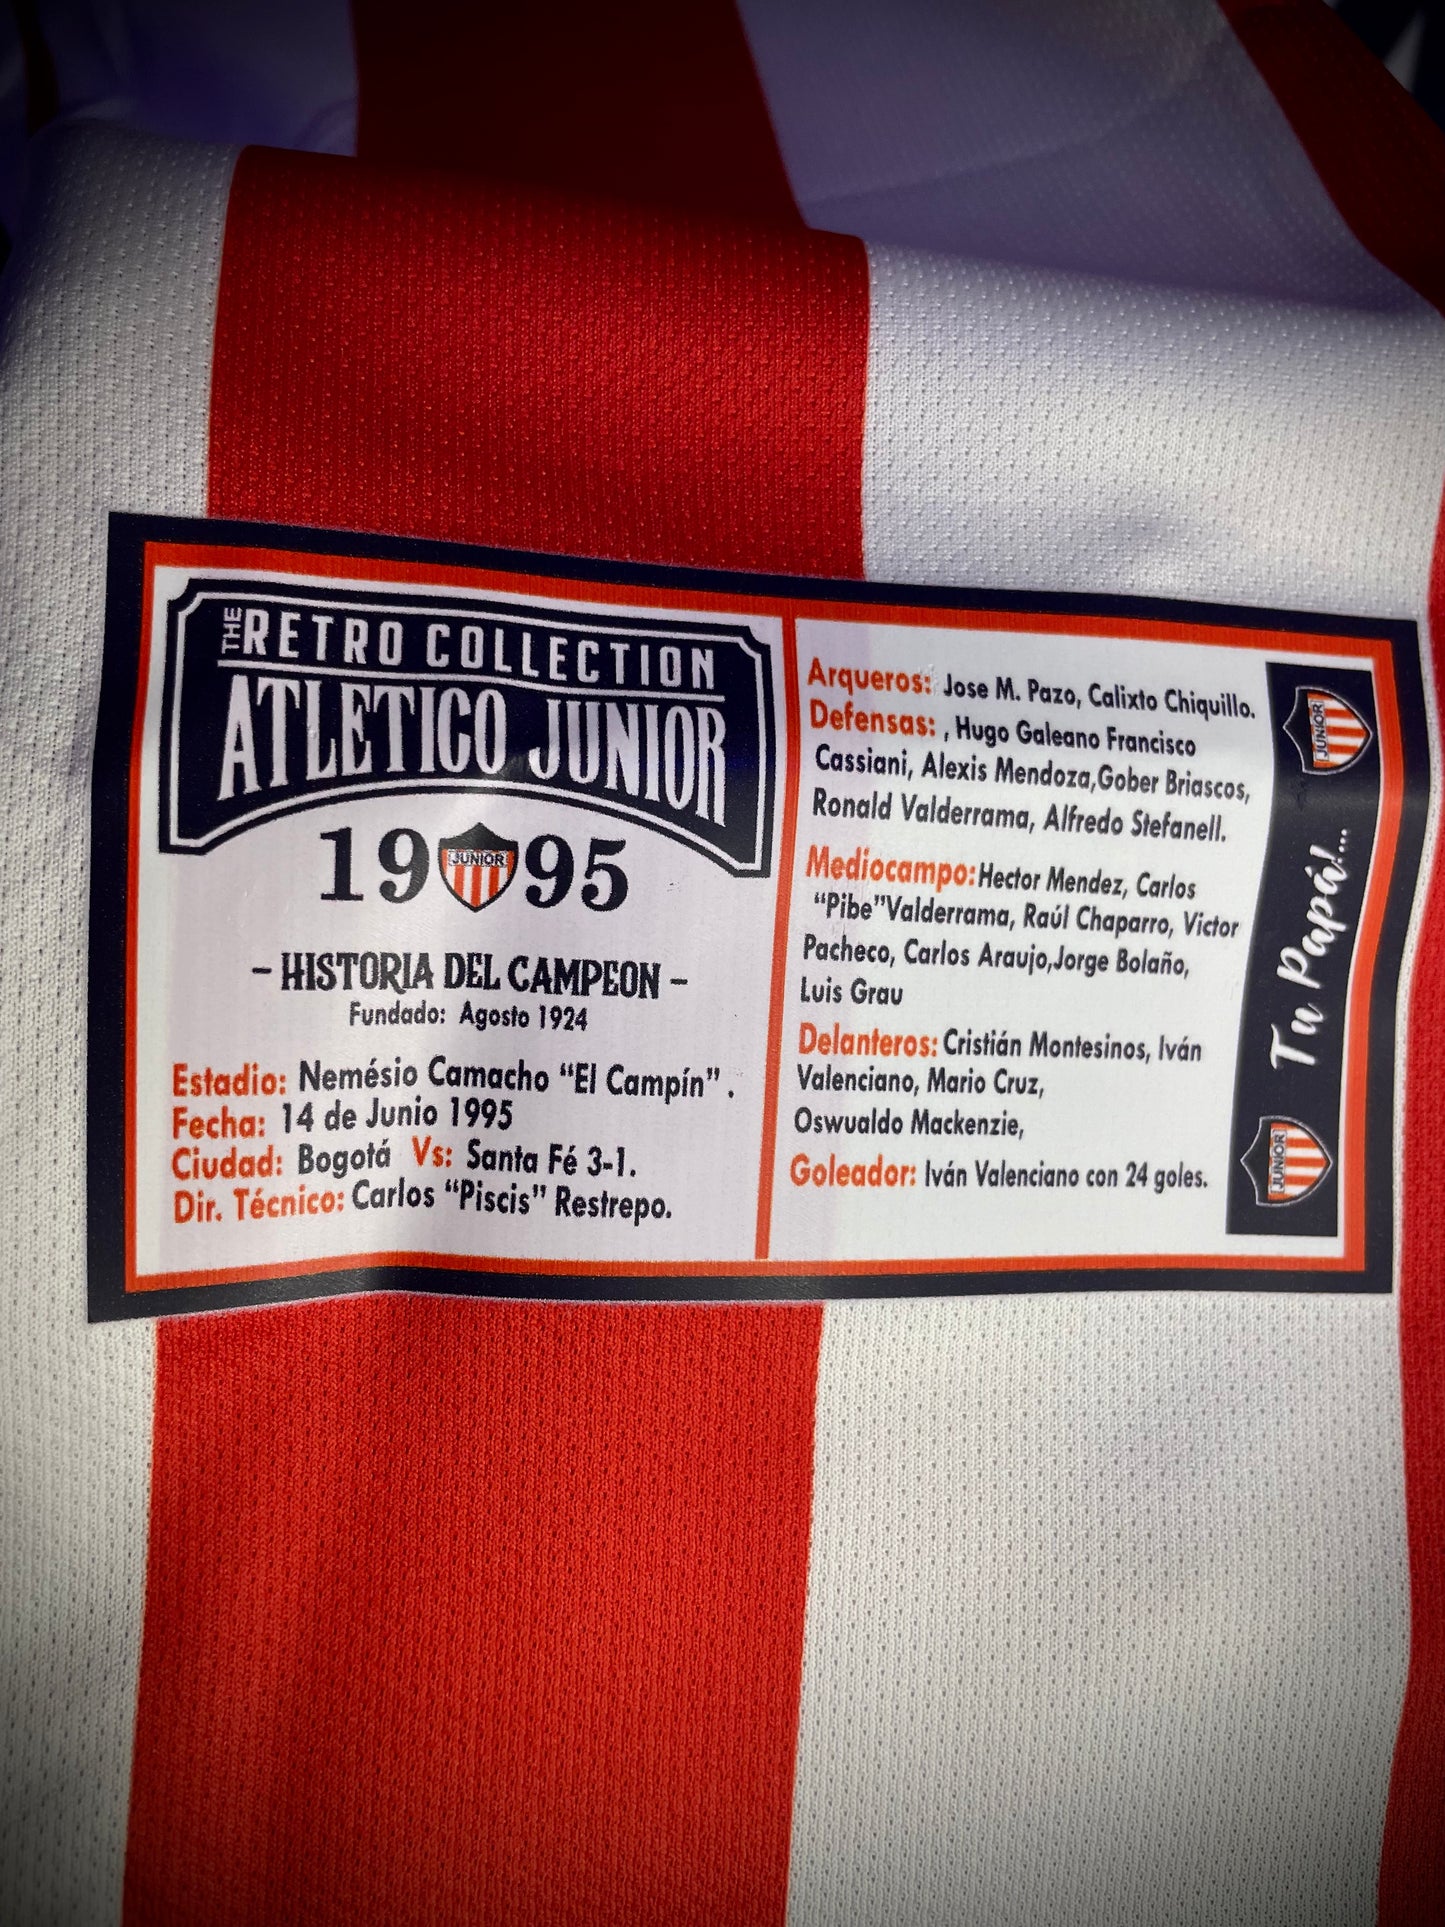 THE RETRO COLLECTION
ATLETICO JUNIOR
19 JUNIOR 95
- HISTORIA DEL CAMPEON -
Fundado: Agosto 1924
Estadio: Nemésio Camacho “El Campín” .
Fecha: 14 de Junio 1995
Ciudad: Bogotá Vs: Santa Fé 3-1.
Dir. Técnico: Carlos “Piscis” Restrepo.
Arqueros: Jose M. Pazo, Calixto Chiquillo.
Defensas: , Hugo Galeano Francisco
Cassiani, Alexis Mendoza,Gober Briascos,
Ronald Valderrama, Alfredo Stefanell.
Mediocampo:Hector Mendez, Carlos
“Pibe”Valderrama, Raúl Chaparro, Victor
Pacheco, Carlos Araujo,Jorge Bolaño,
Luis Grau
Delanteros: Cristián Montesinos, Iván
Valenciano, Mario Cruz,
Oswualdo Mackenzie,
Goleador: Iván Valenciano con 24 goles.
JUNIOR
Tu Papá!...
JUNIOR